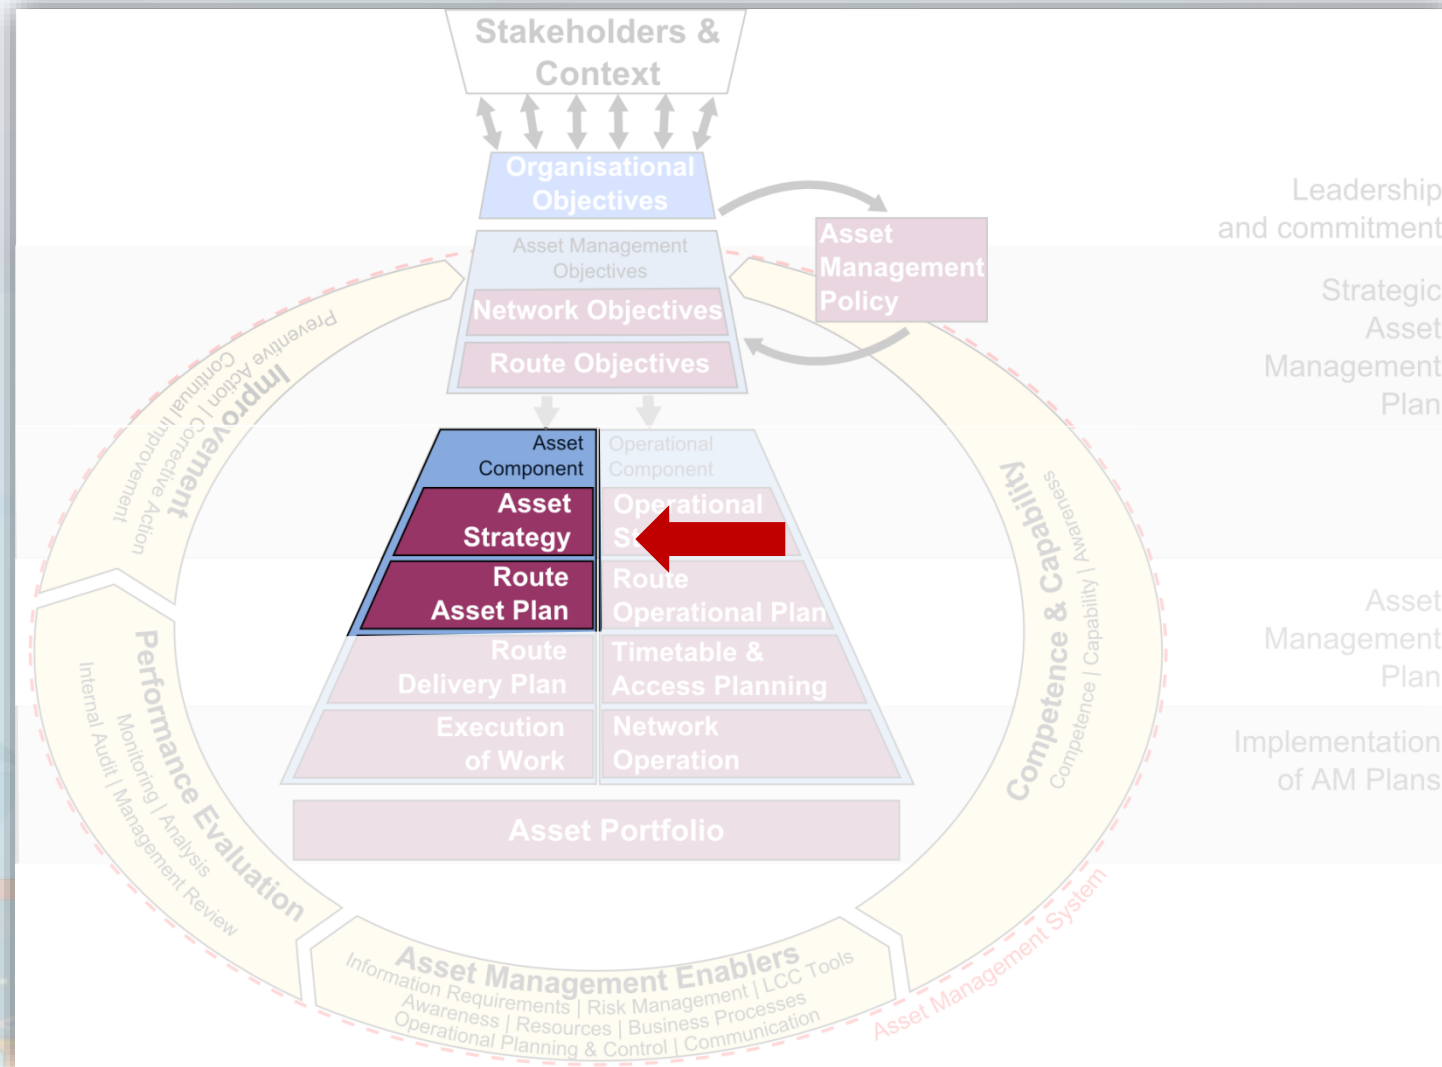 Stakeholders &
Context
Organisational
Objectives
Asset Management
Objectives
Network Objectives
Route Objectives
Asset
Management
Policy
Leadership
and commitment
Strategic
Asset
Management
Plan
Asset
Component
Asset
Strategy
Route
Asset Plan
Route
Delivery Plan
Execution
of Work
Operational
Component
Operational
Route
Operational Plan
Timetable &
Access Planning
Network
Operation
Asset Portfolio
Asset
Management
Plan
Implementation
of AM Plans
Improvement
Preventive Action | Corrective Action
Continual Improvement
Performance Evaluation
Monitoring | Analysis
Internal Audit | Management Review
Asset Management Enablers
Information Requirements | Risk Management | LCC Tools
Awareness | Resources | Business Processes
Operational Planning & Control | Communication
Competence & Capability
Competence | Capability | Awareness
Asset Management System